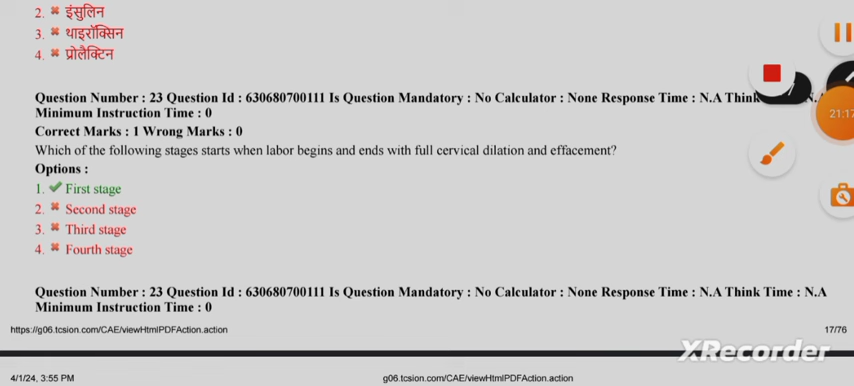 2. इंसुलिन
3. थाइरॉक्सिन
4. प्रोलैक्टिन
Question Number : 23 Question Id : 630680700111 Is Question Mandatory : No Calculator : None Response Time : N.A Think N.A
Minimum Instruction Time : 0
21:17
Correct Marks : 1 Wrong Marks : 0
Which of the following stages starts when labor begins and ends with full cervical dilation and effacement?
Options :
1. First stage
2. Second stage
3. Third stage
4. Fourth stage
Question Number : 23 Question Id : 630680700111 Is Question Mandatory : No Calculator : None Response Time : N.A Think Time : N.A
Minimum Instruction Time : 0
https://g06.tcsion.com/CAE/viewHtmlPDFAction.action 17/76
XRecorder
4/1/24, 3:55 PM g06.tcsion.com/CAE/viewHtmlPDFAction.action